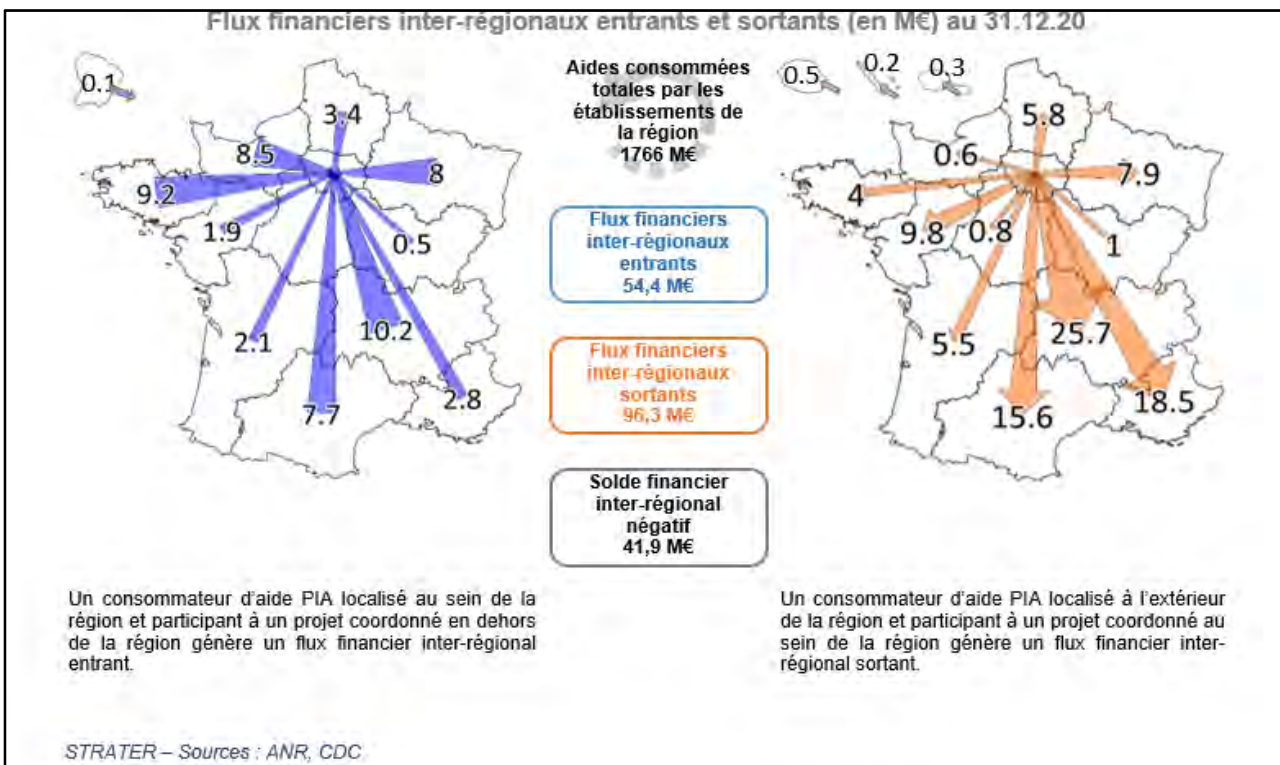 Flux financiers inter-régionaux entrants et sortants (en M€) au 31.12.20
0.1
3.4
8.5
8
9.2
1.9
0.5
2.1
10.2
7.7
2.8
Aides consommées
totales par les
établissements de
la région
1766 M€
Flux financiers
inter-régionaux
entrants
54,4 M€
Flux financiers
inter-régionaux
sortants
96,3 M€
Solde financier
inter-régional
négatif
41,9 M€
0.5
0.2
0.3
5.8
0.6
7.9
4
9.8
0.8
1
5.5
25.7
15.6
18.5
Un consommateur d'aide PIA localisé au sein de la
région et participant à un projet coordonné en dehors
de la région génère un flux financier inter-régional
entrant.
Un consommateur d'aide PIA localisé à l'extérieur
de la région et participant à un projet coordonné au
sein de la région génère un flux financier inter-
régional sortant.
STRATER – Sources : ANR, CDC